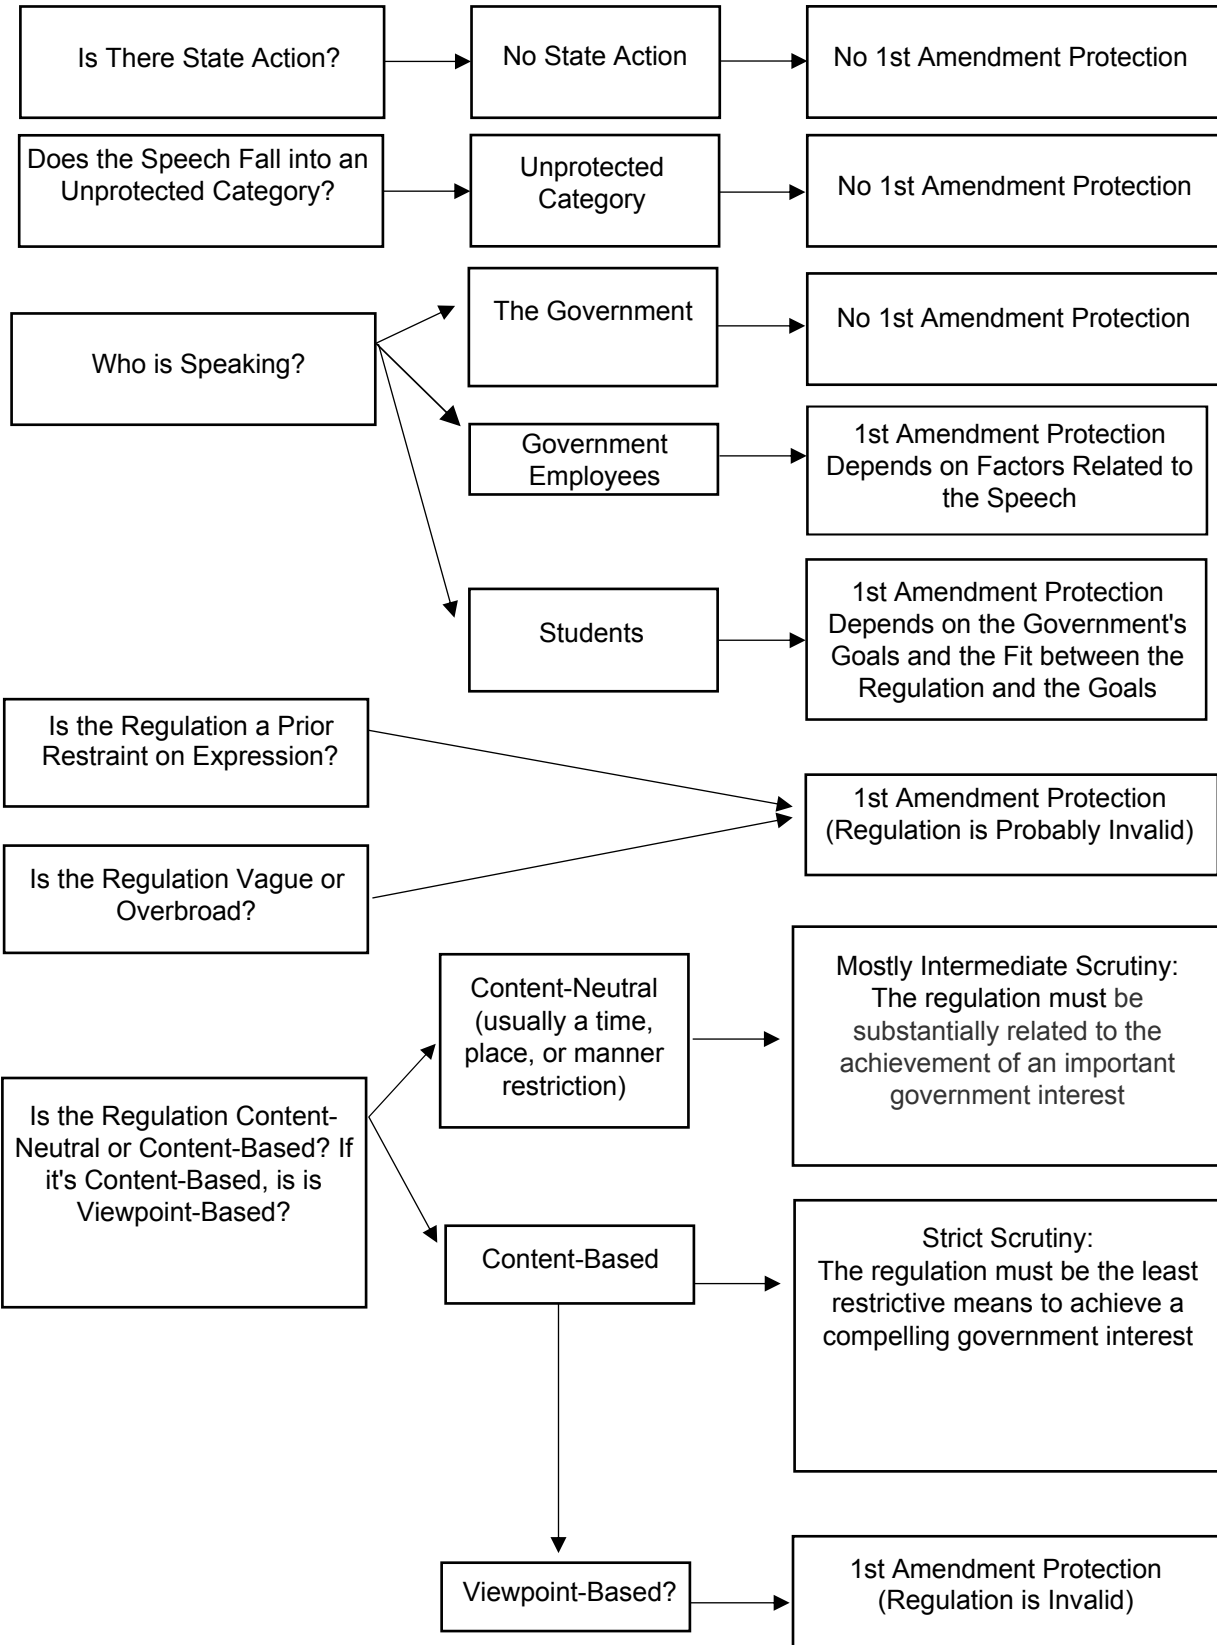 Is There State Action?
No State Action
No 1st Amendment Protection
Does the Speech Fall into an
Unprotected Category?
Unprotected
Category
No 1st Amendment Protection
Who is Speaking?
The Government
No 1st Amendment Protection
Government
Employees
1st Amendment Protection
Depends on Factors Related to
the Speech
Students
1st Amendment Protection
Depends on the Government's
Goals and the Fit between the
Regulation and the Goals
Is the Regulation a Prior
Restraint on Expression?
1st Amendment Protection
(Regulation is Probably Invalid)
Is the Regulation Vague or
Overbroad?
Is the Regulation Content-
Neutral or Content-Based? If
it's Content-Based, is is
Viewpoint-Based?
Content-Neutral
(usually a time,
place, or manner
restriction)
Mostly Intermediate Scrutiny:
The regulation must be
substantially related to the
achievement of an important
government interest
Content-Based
Strict Scrutiny:
The regulation must be the least
restrictive means to achieve a
compelling government interest
Viewpoint-Based?
1st Amendment Protection
(Regulation is Invalid)